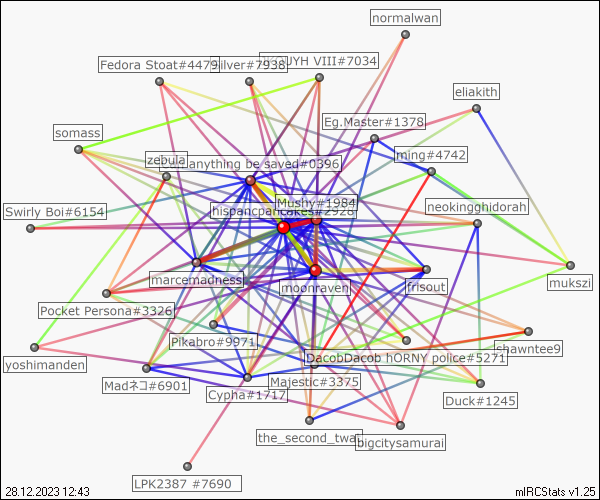 normalwan
Fedora Stoat#4479
silver#7938
UYH VIII#7034
eliakith
Eg.Master#1378
somass
zebula
anything be saved#0396
ming#4742
Mushy#1984
hispancpancakes#2928
neokingghidorah
Swirly Boi#6154
marcemadness
moonraven
frisout
mukszi
Pocket Persona#3326
Pikabro#9971
shawntee9
yoshimanden
DacobDacob
hORNY police#5271
Madネコ#6901
Majestic#3375
Cypha#1717
Duck#1245
the_second_twat
bigcitysamurai
LPK2387 #7690
28.12.2023 12:43
mIRCStats v1.25